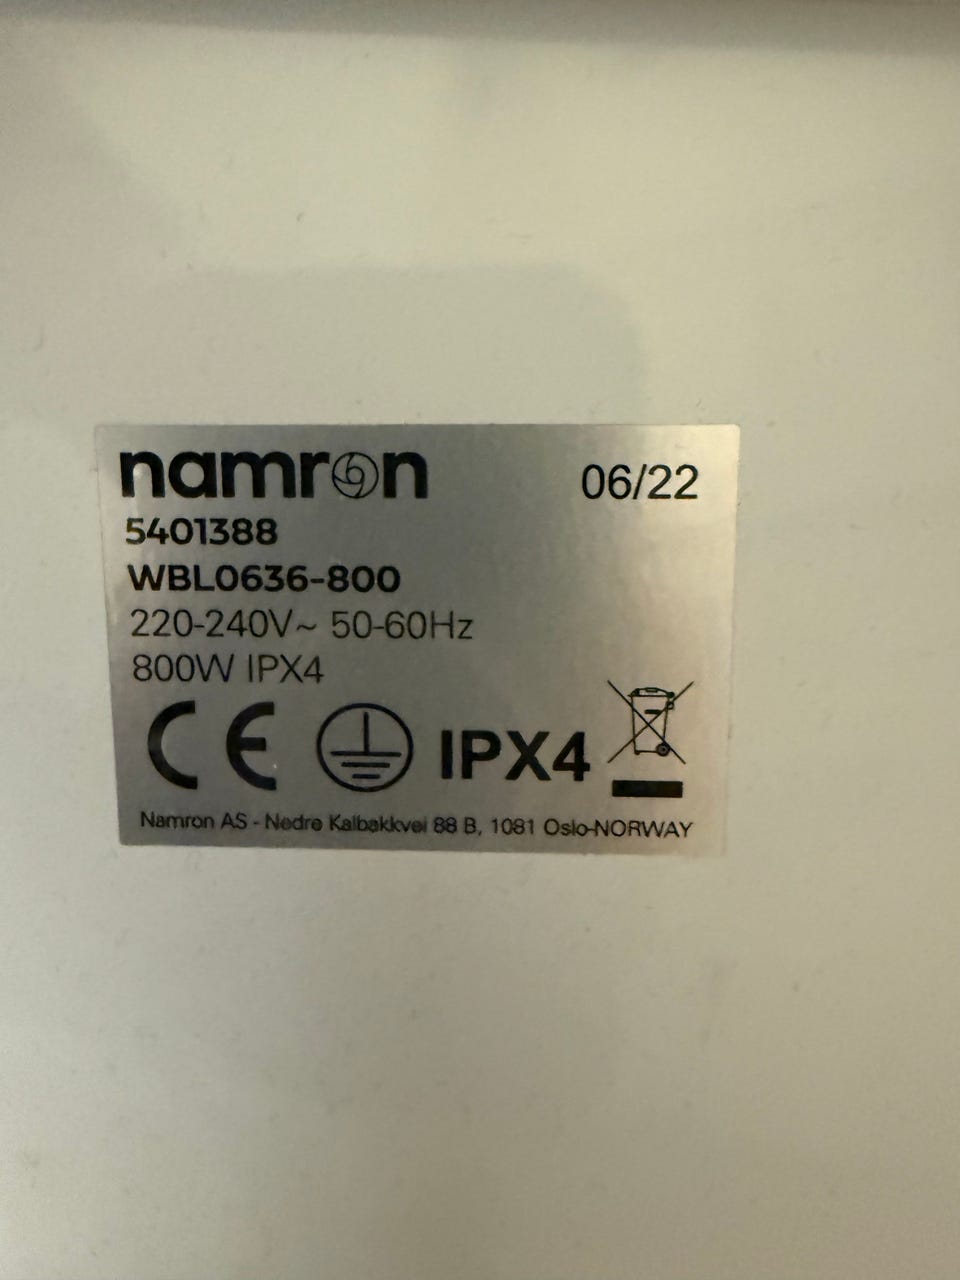 namron 06/22
5401388
WBL0636-800
220-240V~ 50-60Hz
800W IPX4
CE IPX4
Namron AS - Nedre Kalbakkvei 88 B, 1081 Oslo-NORWAY